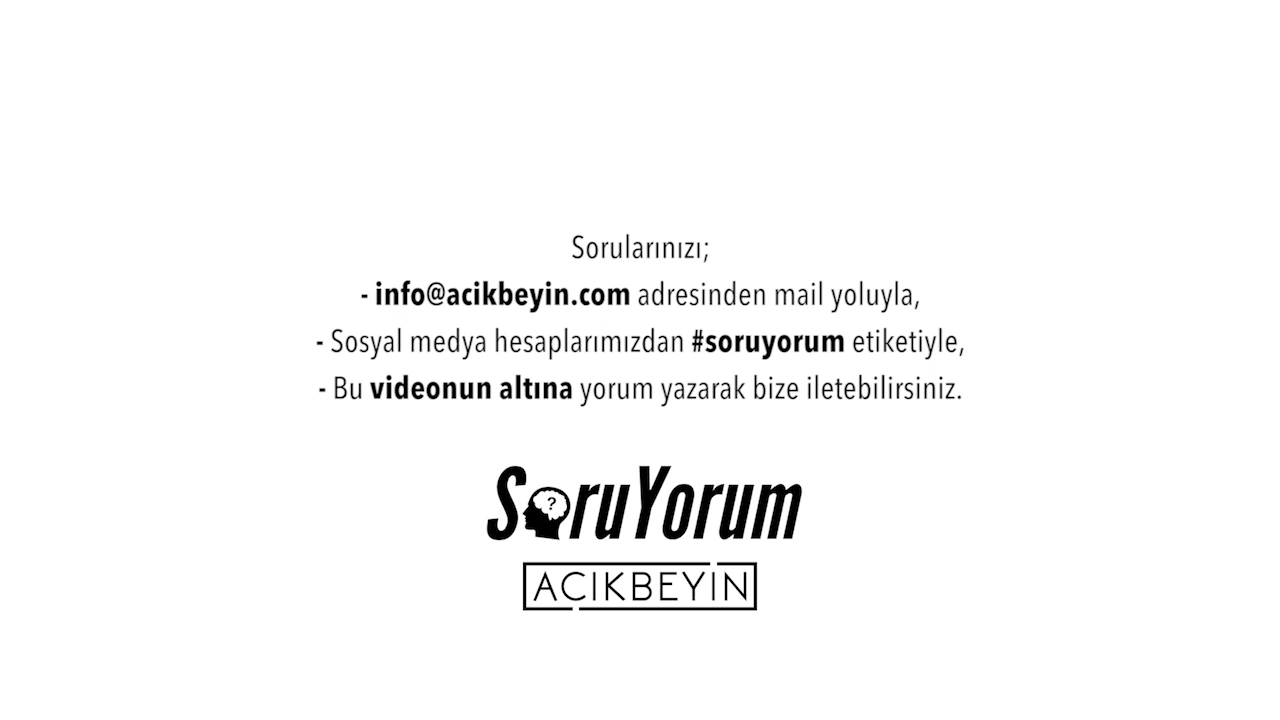 Sorularınızı;
- info@acikbeyin.com adresinden mail yoluyla,
- Sosyal medya hesaplarımızdan #soruyorum etiketiyle,
- Bu videonun altına yorum yazarak bize iletebilirsiniz.
SoruYorum
AÇIKBEYİN